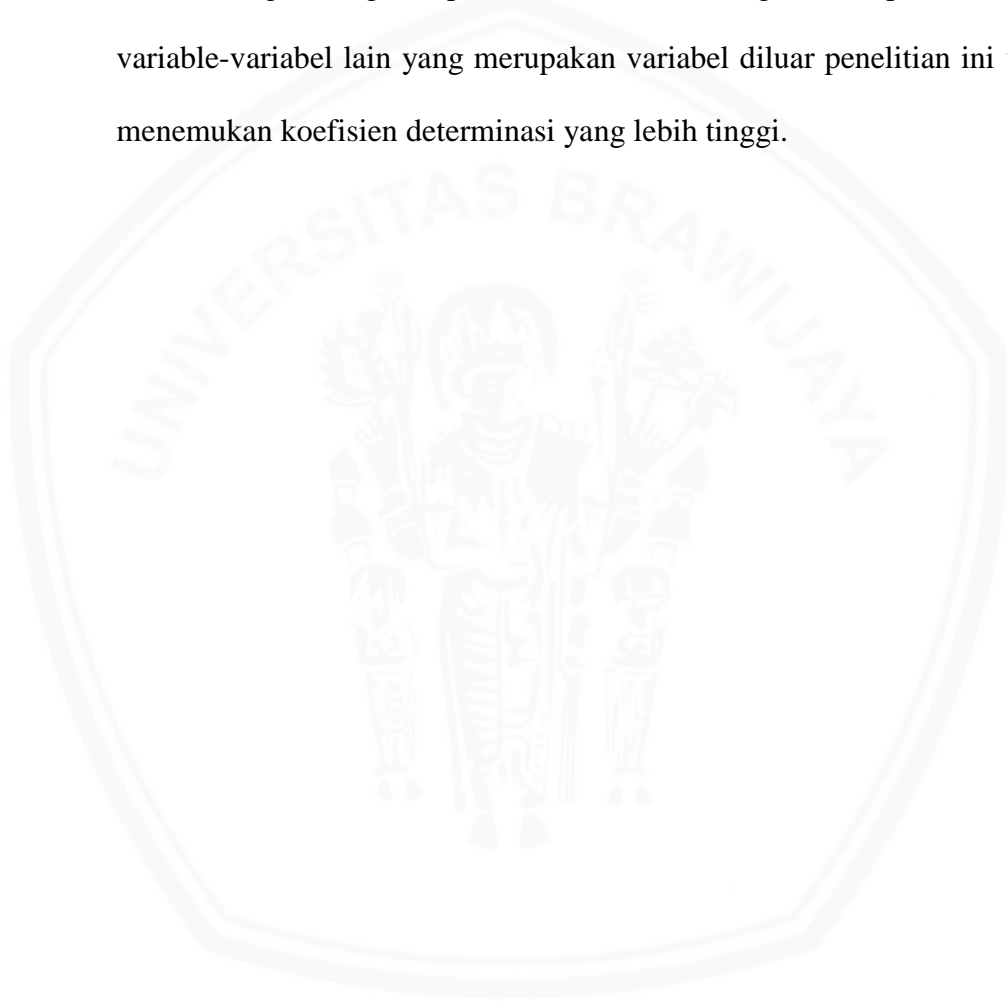 variable-variabel lain yang merupakan variabel diluar penelitian ini
menemukan koefisien determinasi yang lebih tinggi.
UNIVERSITAS BRAWIJAYA